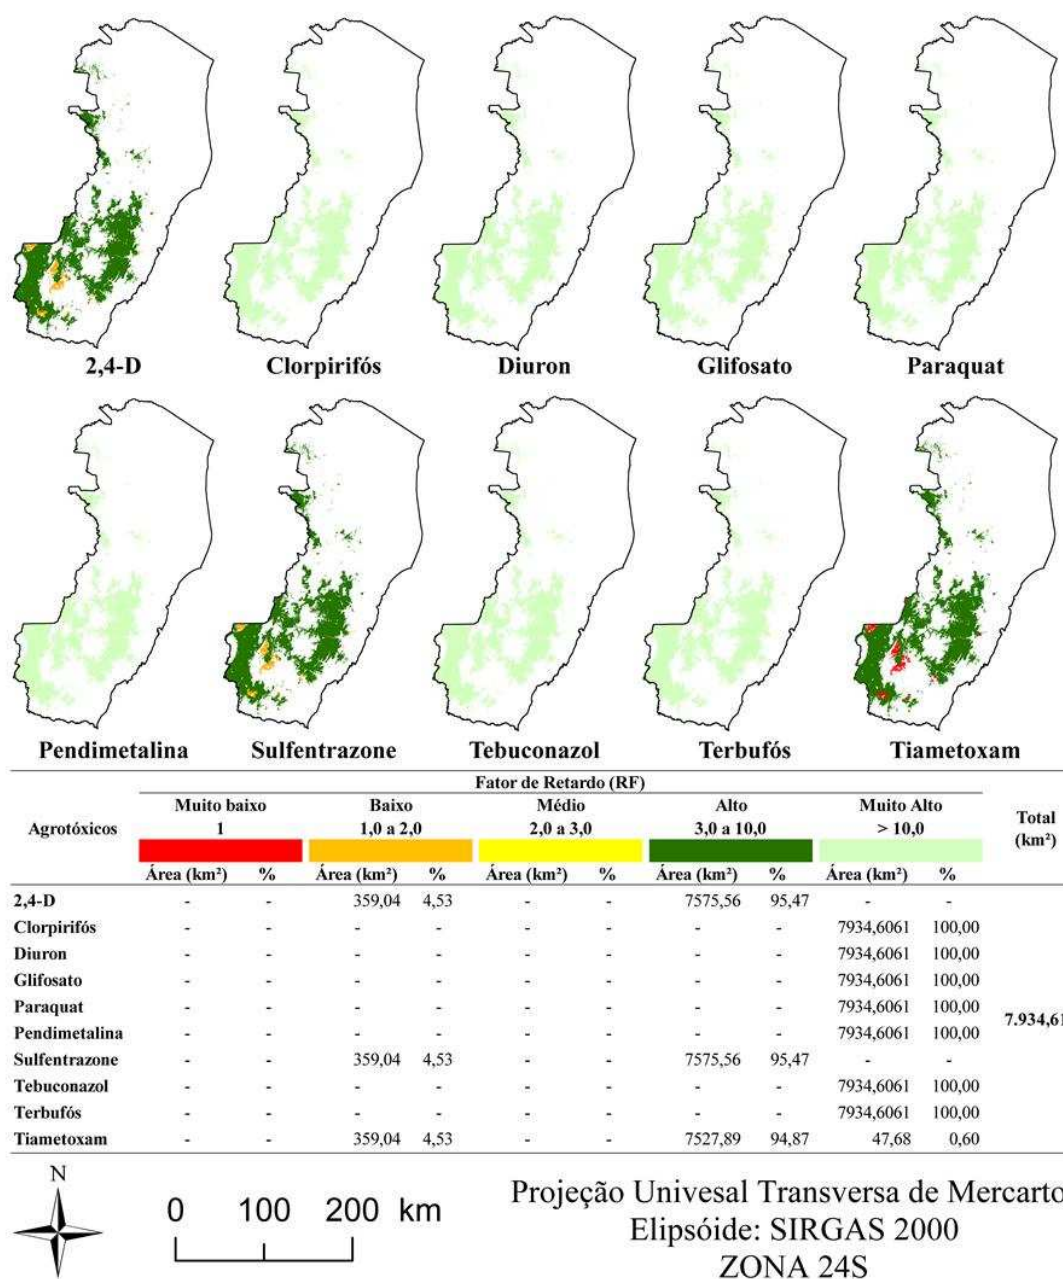 2,4-D Clorpirifós Diuron Glifosato Paraquat
Pendimetalina Sulfentrazone Tebuconazol Terbufós Tiametoxam
Fator de Retardo (RF)
Agrotóxicos Muito baixo Baixo Médio Alto Muito Alto Total
1 1,0 a 2,0 2,0 a 3,0 3,0 a 10,0 > 10,0 (km²)
Área (km²) % Área (km²) % Área (km²) % Área (km²) % Área (km²) %
2,4-D - - 359,04 4,53 - - 7575,56 95,47 - -
Clorpirifós - - - - - - - - 7934,6061 100,00
Diuron - - - - - - - - 7934,6061 100,00
Glifosato - - - - - - - - 7934,6061 100,00
Paraquat - - - - - - - - 7934,6061 100,00
7.934,61
Pendimetalina - - - - - - - - 7934,6061 100,00
Sulfentrazone - - 359,04 4,53 - - 7575,56 95,47 - -
Tebuconazol - - - - - - - - 7934,6061 100,00
Terbufós - - - - - - - - 7934,6061 100,00
Tiametoxam - - 359,04 4,53 - - 7527,89 94,87 47,68 0,60
N
0 100 200 km
Projeção Univesal Transversa de Mercarto
Elipsóide: SIRGAS 2000
ZONA 24S